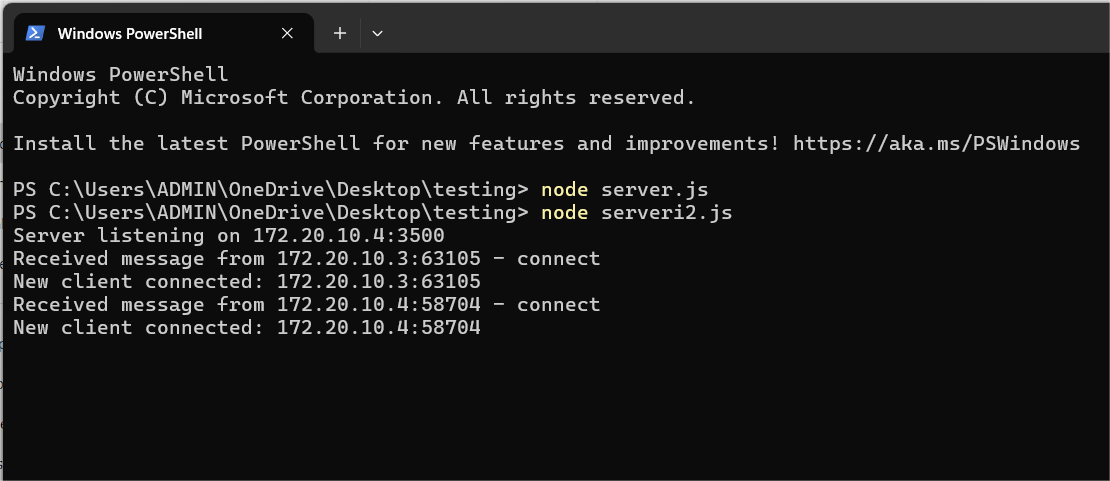 Windows PowerShell
Windows PowerShell
Copyright (C) Microsoft Corporation. All rights reserved.
Install the latest PowerShell for new features and improvements! https://aka.ms/PSWindows
PS C:\Users\ADMIN\OneDrive\Desktop\testing> node server.js
PS C:\Users\ADMIN\OneDrive\Desktop\testing> node serveri2.js
Server listening on 172.20.10.4:3500
Received message from 172.20.10.3:63105 - connect
New client connected: 172.20.10.3:63105
Received message from 172.20.10.4:58704 - connect
New client connected: 172.20.10.4:58704